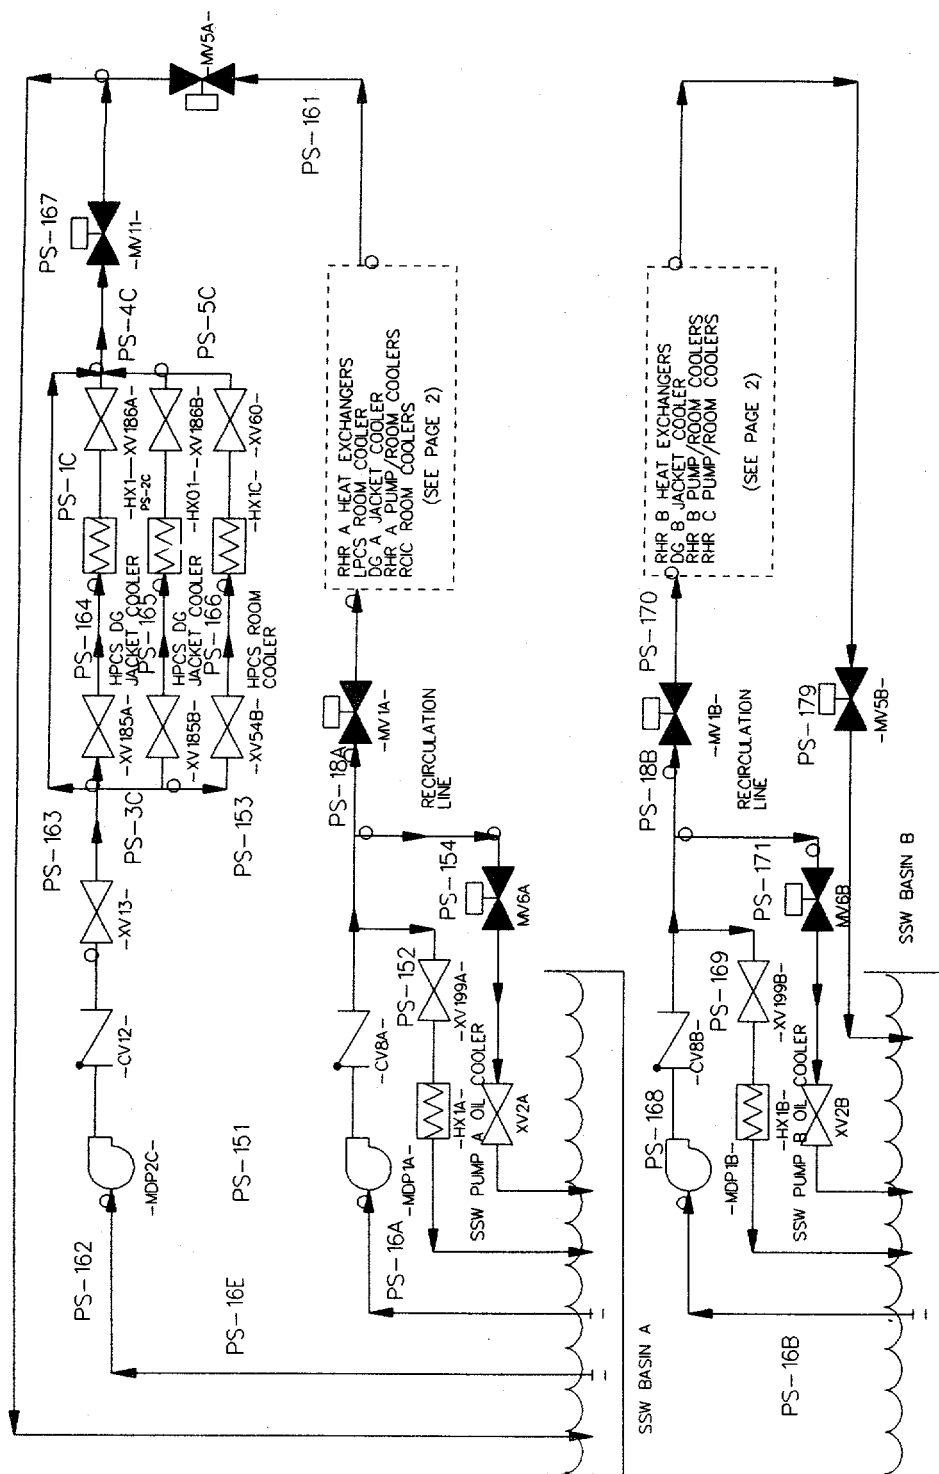 -MV5A-
PS-161
PS-167
-MV11-
PS-4C
PS-5C
PS-1C
-HX1-
-XV186A-
PS-2C
-HX01-
-XV186B-
-HX1C-
-XV60-
PS-164
HPCS DG
JACKET COOLER
PS-165
HPCS DG
JACKET COOLER
PS-166
HPCS ROOM
COOLER
-XV185A-
-XV185B-
-XV54B-
PS-163
PS-3C
PS-153
-XV13-
-CV12-
-MDP2C-
PS-151
PS-162
PS-16E
RHR A HEAT EXCHANGERS
LPCS ROOM COOLER
DG A JACKET COOLER
RHR A PUMP/ROOM COOLERS
RCIC ROOM COOLERS
(SEE PAGE 2)
-MV1A-
PS-18A
RECIRCULATION
LINE
PS-154
MV6A
PS-152
-XV199A-
-CV8A-
-HX1A-
SSW PUMP A OIL COOLER
XV2A
-MDP1A-
PS-16A
SSW BASIN A
RHR B HEAT EXCHANGERS
DG B JACKET COOLER
RHR B PUMP/ROOM COOLERS
RHR C PUMP/ROOM COOLERS
(SEE PAGE 2)
PS-170
-MV1B-
PS-18B
PS-179
-MV5B-
RECIRCULATION
LINE
PS-171
MV6B
PS-169
-XV199B-
-CV8B-
PS-168
-HX1B-
SSW PUMP B OIL COOLER
XV2B
-MDP1B-
PS-16B
SSW BASIN B